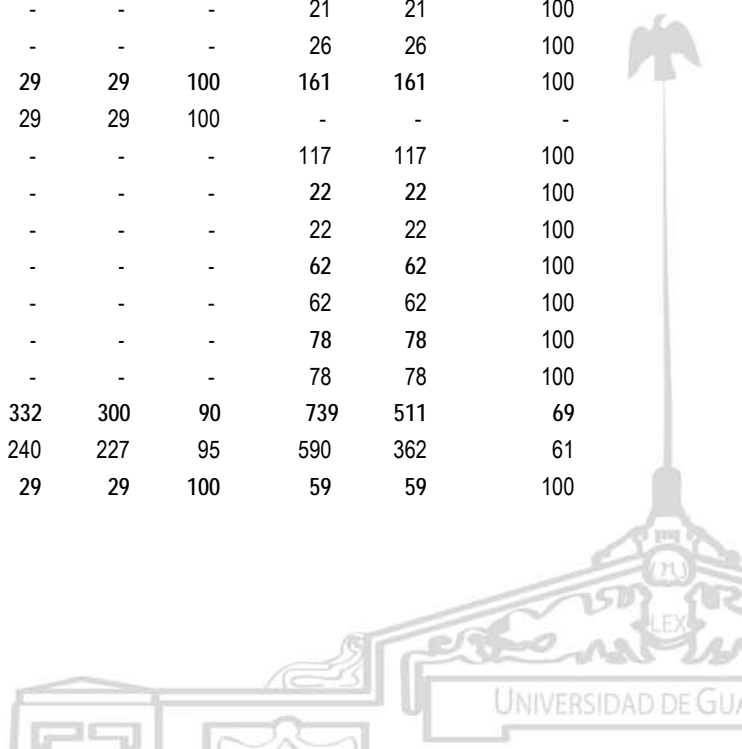 - - - 21 21 100
- - - 26 26 100
29 29 100 161 161 100
29 29 100 - - -
- - - 117 117 100
- - - 22 22 100
- - - 22 22 100
- - - 62 62 100
- - - 62 62 100
- - - 78 78 100
- - - 78 78 100
332 300 90 739 511 69
240 227 95 590 362 61
29 29 100 59 59 100
LEX
UNIVERSIDAD DE GUA